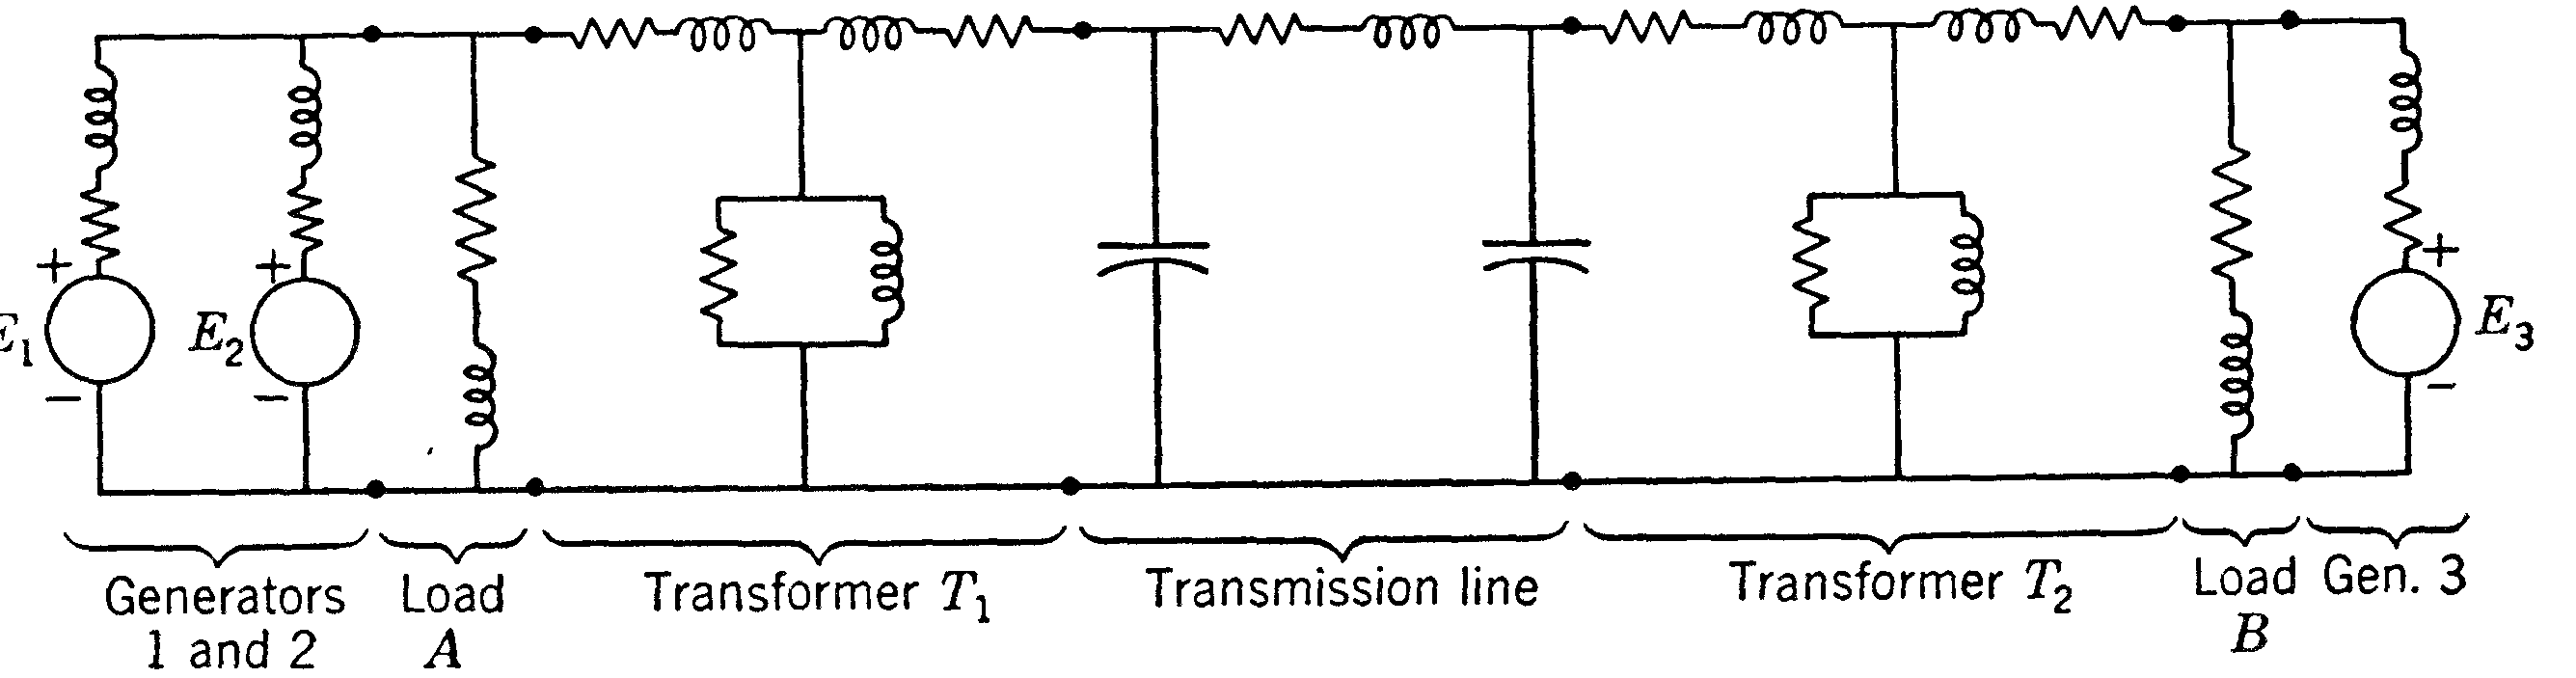 + + +
E1 E2 E3
− − −
Generators 1 and 2
Load A
Transformer T1
Transmission line
Transformer T2
Load B
Gen. 3